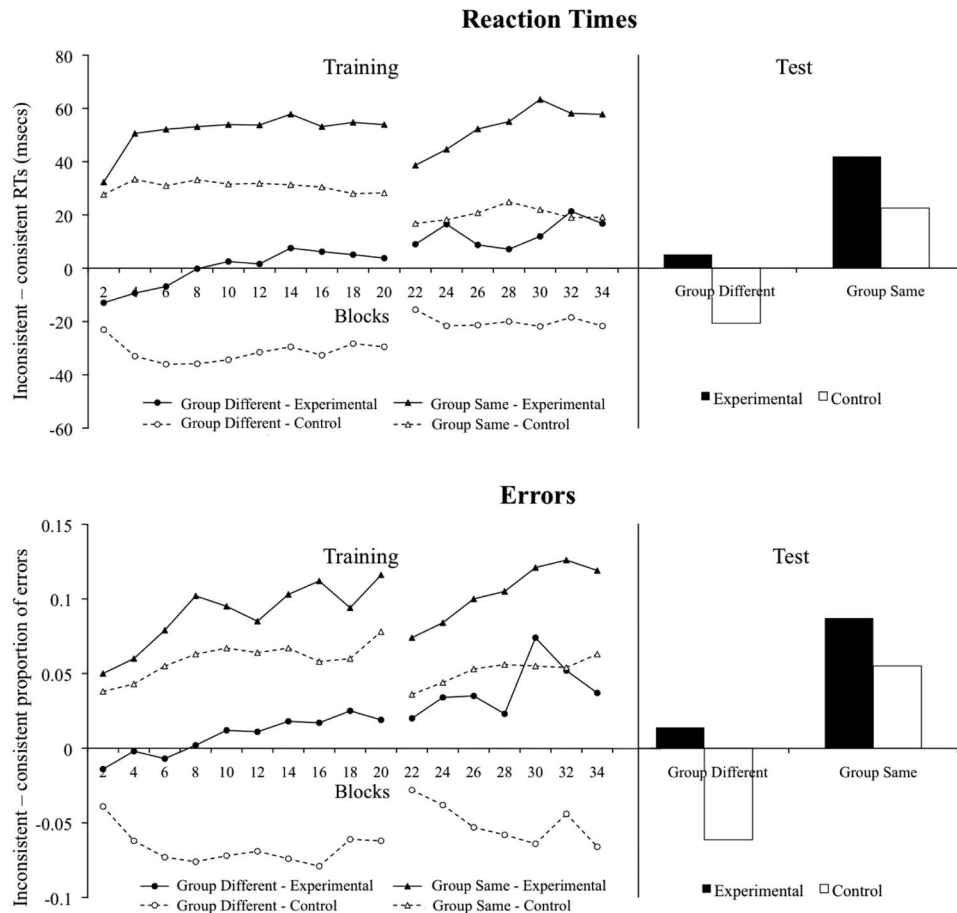 Reaction Times
Training
Test
Inconsistent – consistent RTs (msecs)
80
60
40
20
0
-20
-40
-60
2 4 6 8 10 12 14 16 18 20 22 24 26 28 30 32 34
Blocks
Group Different Group Same
Group Different - Experimental Group Same - Experimental
Group Different - Control Group Same - Control
Experimental Control
Errors
Training
Test
Inconsistent – consistent proportion of errors
0.15
0.1
0.05
0
-0.05
-0.1
2 4 6 8 10 12 14 16 18 20 22 24 26 28 30 32 34
Blocks
Group Different Group Same
Group Different - Experimental Group Same - Experimental
Group Different - Control Group Same - Control
Experimental Control